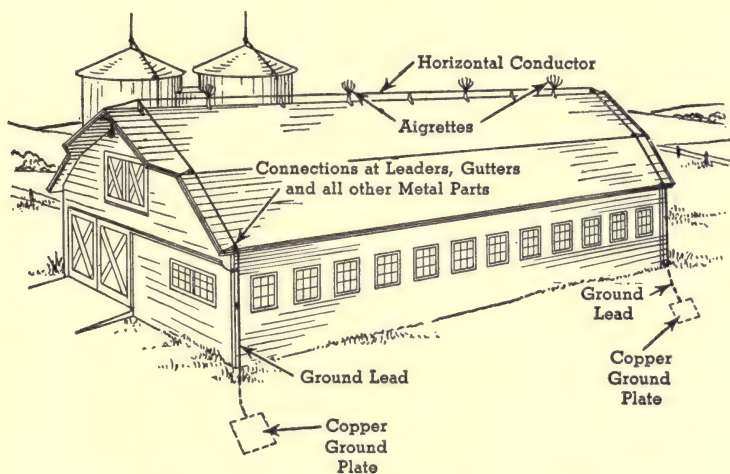 Horizontal Conductor
Aigrettes
Connections at Leaders, Gutters
and all other Metal Parts
Ground
Lead
Copper
Ground
Plate
Ground Lead
Copper
Ground
Plate